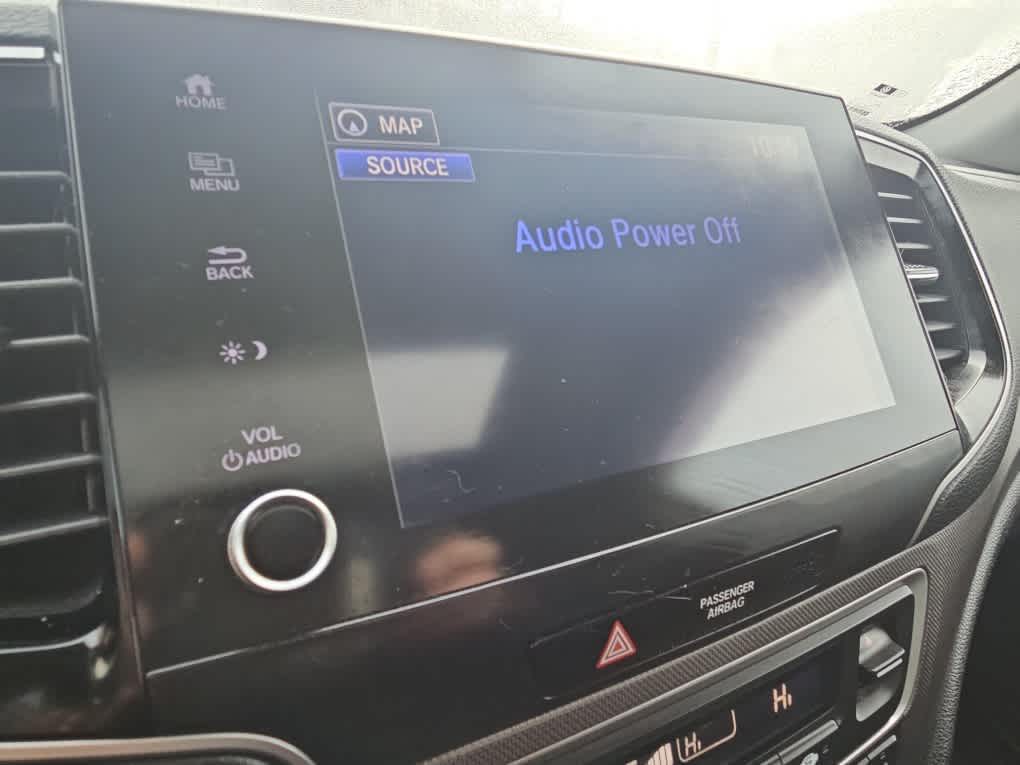 HOME
MAP
SOURCE
MENU
Audio Power Off
BACK
VOL
AUDIO
PASSENGER
AIRBAG
Hi
Hi